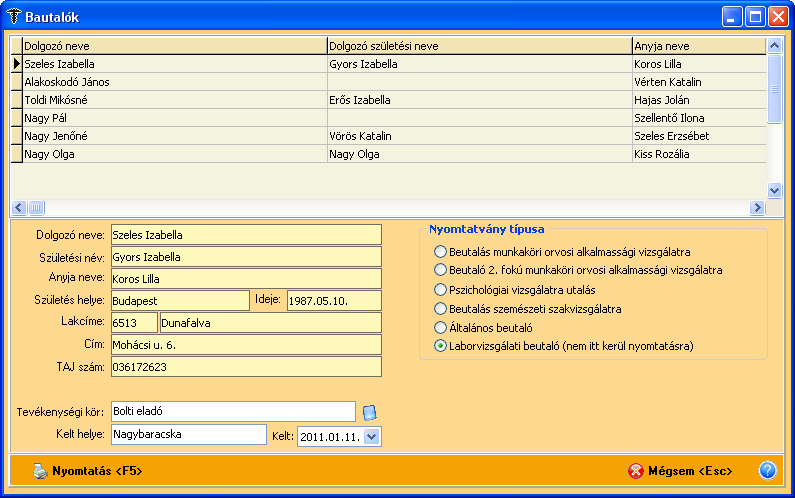 Bautalók
Dolgozó neve Dolgozó születési neve Anyja neve
Szeles Izabella Gyors Izabella Koros Lilla
Alakoskodó János Vérten Katalin
Toldi Mikósné Erős Izabella Hajas Jolán
Nagy Pál Szellentő Ilona
Nagy Jenőné Vörös Katalin Szeles Erzsébet
Nagy Olga Nagy Olga Kiss Rozália
Dolgozó neve: Szeles Izabella
Születési név: Gyors Izabella
Anyja neve: Koros Lilla
Születés helye: Budapest Ideje: 1987.05.10.
Lakcíme: 6513 Dunafalva
Cím: Mohácsi u. 6.
TAJ szám: 036172623
Tevékenységi kör: Bolti eladó
Kelt helye: Nagybaracska Kelt: 2011.01.11.
Nyomtatvány típusa
Beutalás munkaköri orvosi alkalmassági vizsgálatra
Beutaló 2. fokú munkaköri orvosi alkalmassági vizsgálatra
Pszichológiai vizsgálatra utalás
Beutalás szemészeti szakvizsgálatra
Általános beutaló
Laborvizsgálati beutaló (nem itt kerül nyomtatásra)
Nyomtatás <F5> Mégsem <Esc> ?